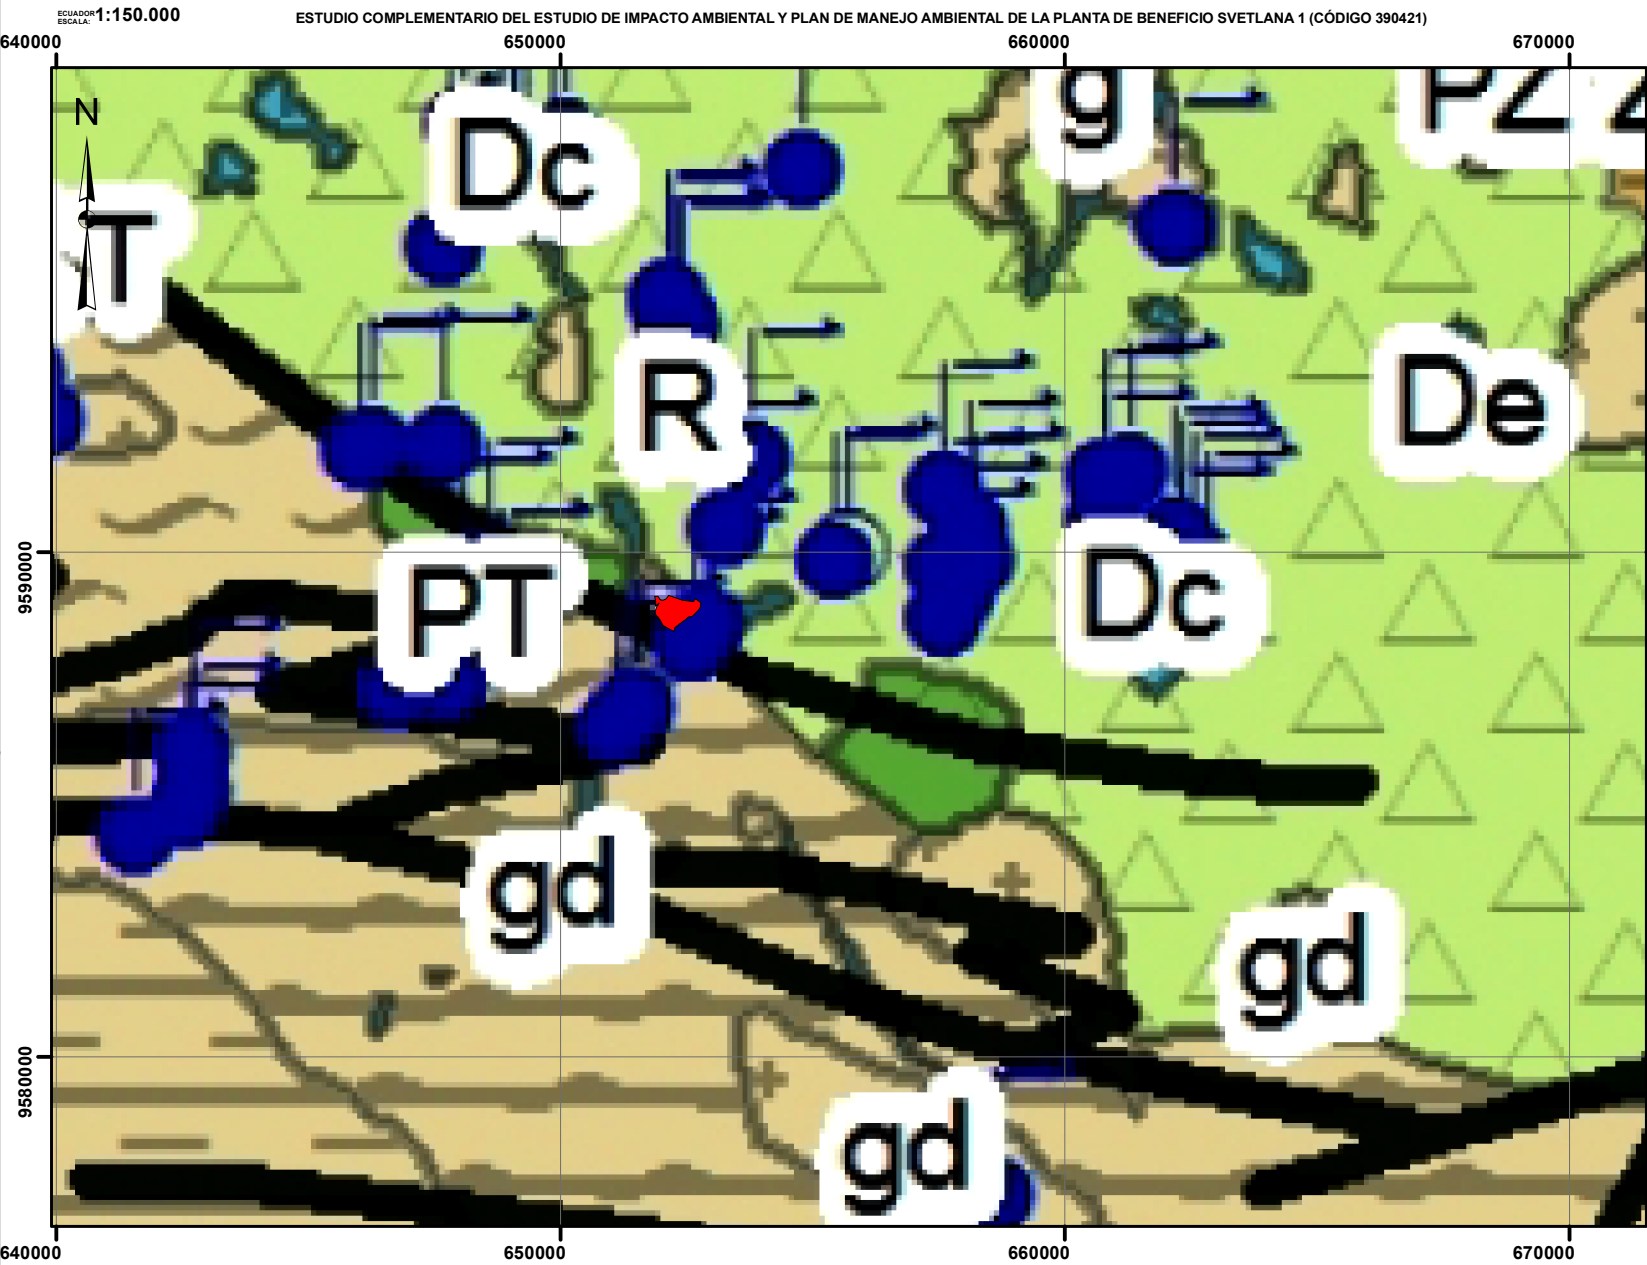 ECUADOR
ESCALA: 1:150.000
ESTUDIO COMPLEMENTARIO DEL ESTUDIO DE IMPACTO AMBIENTAL Y PLAN DE MANEJO AMBIENTAL DE LA PLANTA DE BENEFICIO SVETLANA 1 (CÓDIGO 390421)
640000 650000 660000 670000
N
g
PZ
Dc
T
R
De
9590000
PT
Dc
gd
gd
9580000
gd
640000 650000 660000 670000